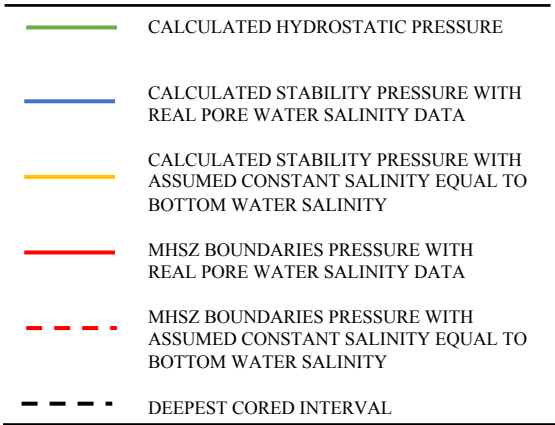 CALCULATED HYDROSTATIC PRESSURE
CALCULATED STABILITY PRESSURE WITH
REAL PORE WATER SALINITY DATA
CALCULATED STABILITY PRESSURE WITH
ASSUMED CONSTANT SALINITY EQUAL TO
BOTTOM WATER SALINITY
MHSZ BOUNDARIES PRESSURE WITH
REAL PORE WATER SALINITY DATA
MHSZ BOUNDARIES PRESSURE WITH
ASSUMED CONSTANT SALINITY EQUAL TO
BOTTOM WATER SALINITY
DEEPEST CORED INTERVAL